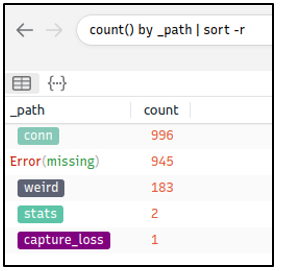 count() by _path | sort -r
{...}
_path count
conn 996
Error(missing) 945
weird 183
stats 2
capture_loss 1